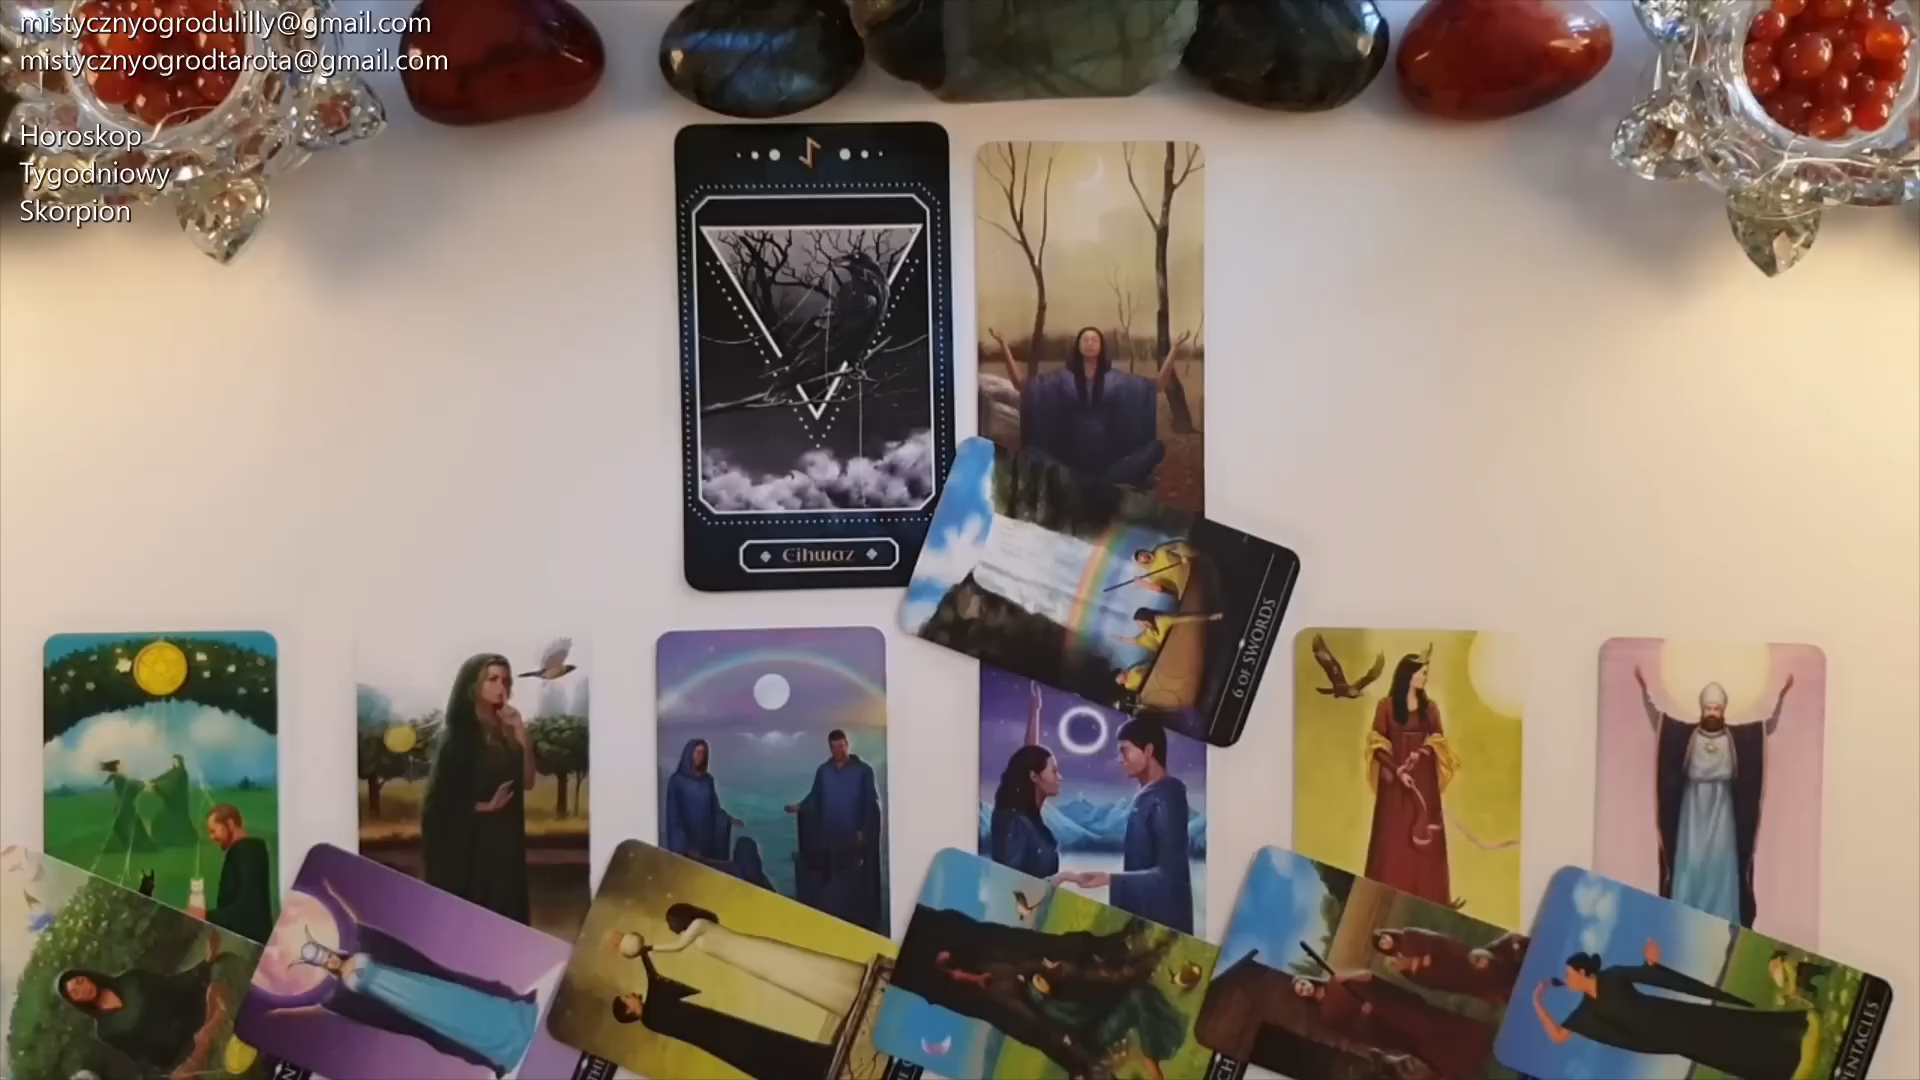 mistycznyogrodulilly@gmail.com
mistycznyogrodtarota@gmail.com
Horoskop
Tygodniowy
Skorpion
Eihwaz
6 OF SWORDS